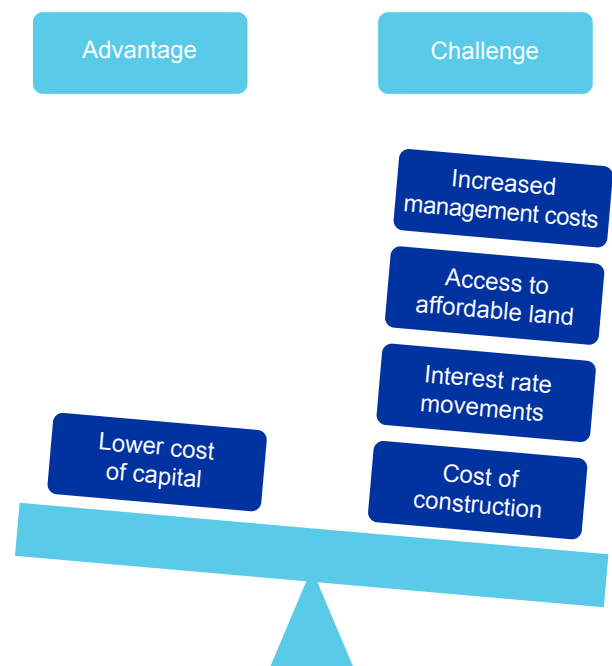 Advantage
Challenge
Increased
management costs
Access to
affordable land
Interest rate
movements
Lower cost
of capital
Cost of
construction